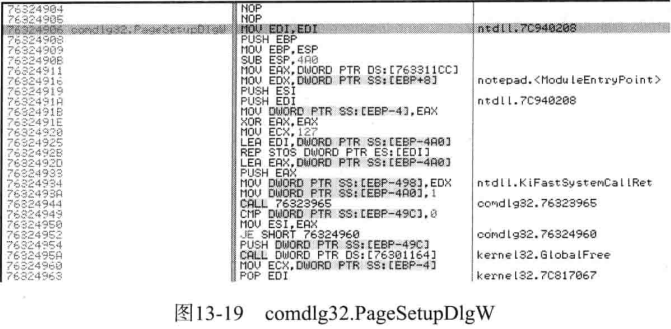 76324904 NOP
76324905 NOP
76324906 comdlg32.PageSetupDlgW MOV EDI,EDI ntdll.7C940208
76324908 PUSH EBP
76324909 MOV EBP,ESP
7632490B SUB ESP,4A0
76324911 MOV EAX,DWORD PTR DS:[763311CC]
76324916 MOV EDX,DWORD PTR SS:[EBP+8] notepad.<ModuleEntryPoint>
76324919 PUSH ESI
7632491A PUSH EDI ntdll.7C940208
7632491B MOV DWORD PTR SS:[EBP-4],EAX
7632491E XOR EAX,EAX
76324920 MOV ECX,127
76324925 LEA EDI,DWORD PTR SS:[EBP-4A0]
7632492B REP STOS DWORD PTR ES:[EDI]
7632492D LEA EAX,DWORD PTR SS:[EBP-4A0]
76324933 PUSH EAX
76324934 MOV DWORD PTR SS:[EBP-498],EDX ntdll.KiFastSystemCallRet
7632493A MOV DWORD PTR SS:[EBP-4A0],1
76324944 CALL 76323965 comdlg32.76323965
76324949 CMP DWORD PTR SS:[EBP-49C],0
76324950 MOV ESI,EAX
76324952 JE SHORT 76324960 comdlg32.76324960
76324954 PUSH DWORD PTR SS:[EBP-49C]
7632495A CALL DWORD PTR DS:[76301164] kernel32.GlobalFree
76324960 MOV ECX,DWORD PTR SS:[EBP-4]
76324963 POP EDI kernel32.7C817067
图13-19 comdlg32.PageSetupDlgW